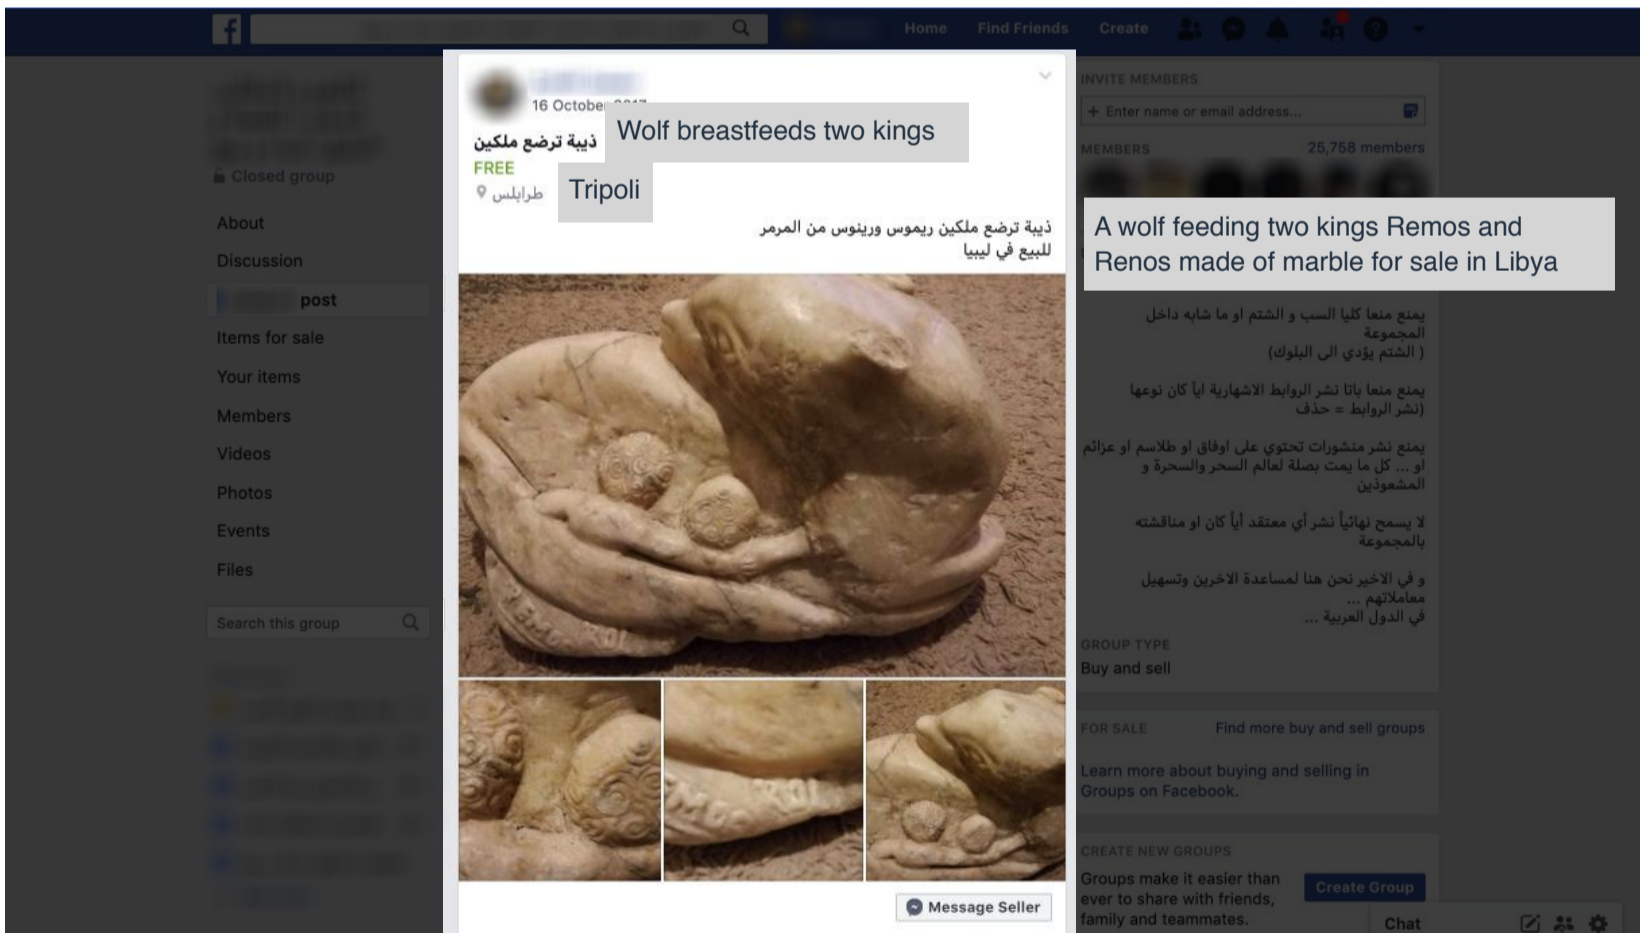 Home
Find Friends
Create
Closed group
About
Discussion
post
Items for sale
Your items
Members
Videos
Photos
Events
Files
Search this group
16 October
ذيبة ترضع ملكين
Wolf breastfeeds two kings
FREE
طرابلس
Tripoli
ذيبة ترضع ملكين ريموس ورينوس من المرمر
للبيع في ليبيا
Message Seller
INVITE MEMBERS
+ Enter name or email address...
MEMBERS
25,758 members
A wolf feeding two kings Remos and
Renos made of marble for sale in Libya
يمنع منعا كليا السب و الشتم او ما شابه داخل
المجموعة
( الشتم يؤدي الى البلوك)
يمنع منعا باتا نشر الروابط الاشهارية اياً كان نوعها
(نشر الروابط = حذف
يمنع نشر منشورات تحتوي على اوفاق او طلاسم او عزائم
او ... كل ما يمت بصلة لعالم السحر والسحرة و
المشعوذين
لا يسمح نهائياً نشر أي معتقد أياً كان او مناقشته
بالمجموعة
و في الاخير نحن هنا لمساعدة الاخرين وتسهيل
معاملاتهم ...
في الدول العربية ...
GROUP TYPE
Buy and sell
FOR SALE
Find more buy and sell groups
Learn more about buying and selling in
Groups on Facebook.
CREATE NEW GROUPS
Groups make it easier than
ever to share with friends,
family and teammates.
Create Group
Chat